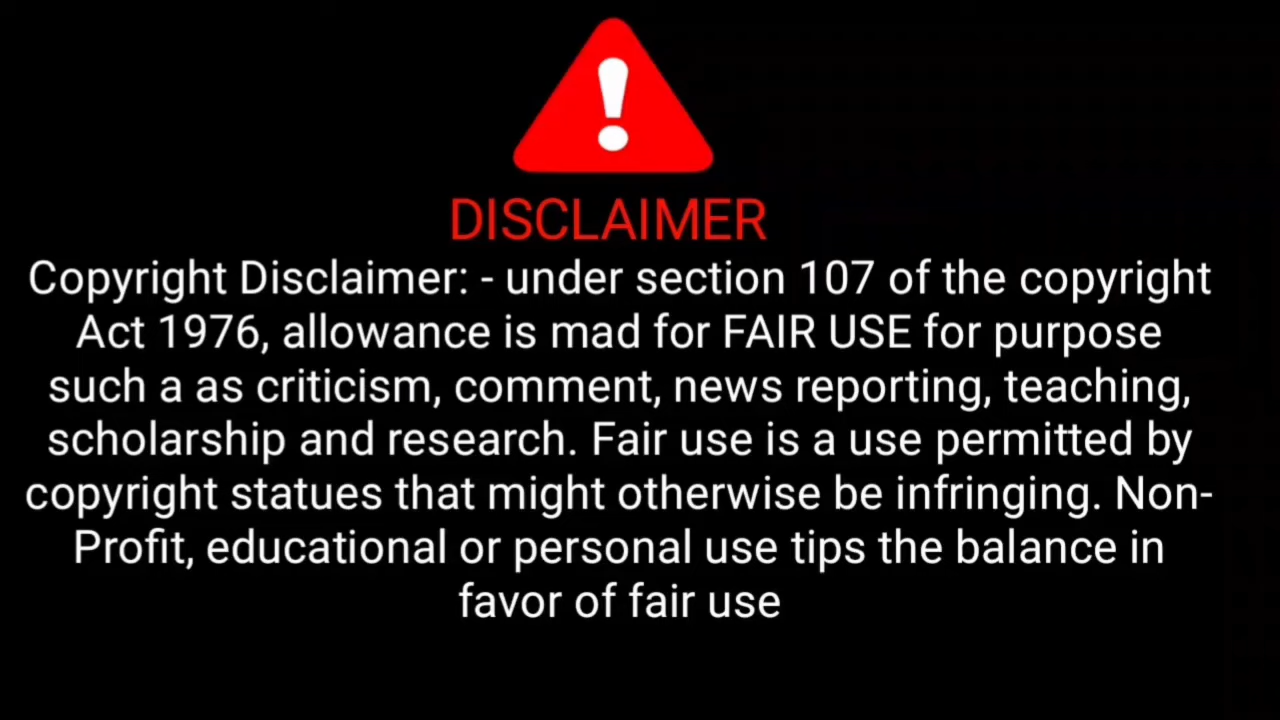 DISCLAIMER
Copyright Disclaimer: - under section 107 of the copyright
Act 1976, allowance is mad for FAIR USE for purpose
such a as criticism, comment, news reporting, teaching,
scholarship and research. Fair use is a use permitted by
copyright statues that might otherwise be infringing. Non-
Profit, educational or personal use tips the balance in
favor of fair use